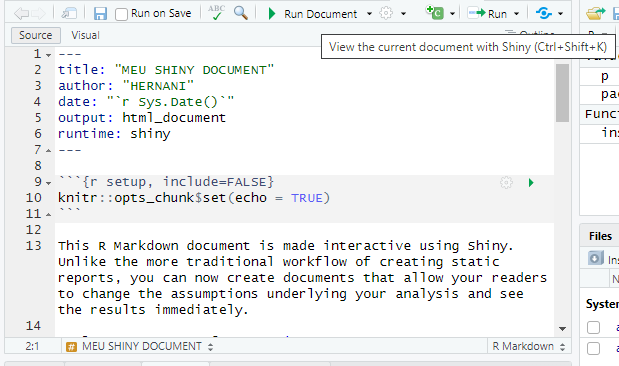 Run on Save
ABC
Run Document
C
Run
Source
Visual
View the current document with Shiny (Ctrl+Shift+K)
1 ---
2 title: "MEU SHINY DOCUMENT"
3 author: "HERNANI"
4 date: "`r Sys.Date()`"
5 output: html_document
6 runtime: shiny
7 ---
8
9 ```{r setup, include=FALSE}
10 knitr::opts_chunk$set(echo = TRUE)
11 ```
12
13 This R Markdown document is made interactive using Shiny.
Unlike the more traditional workflow of creating static
reports, you can now create documents that allow your readers
to change the assumptions underlying your analysis and see
the results immediately.
14
2:1
# MEU SHINY DOCUMENT
R Markdown
p
pac
Func
ins
Files
Ins
N
System